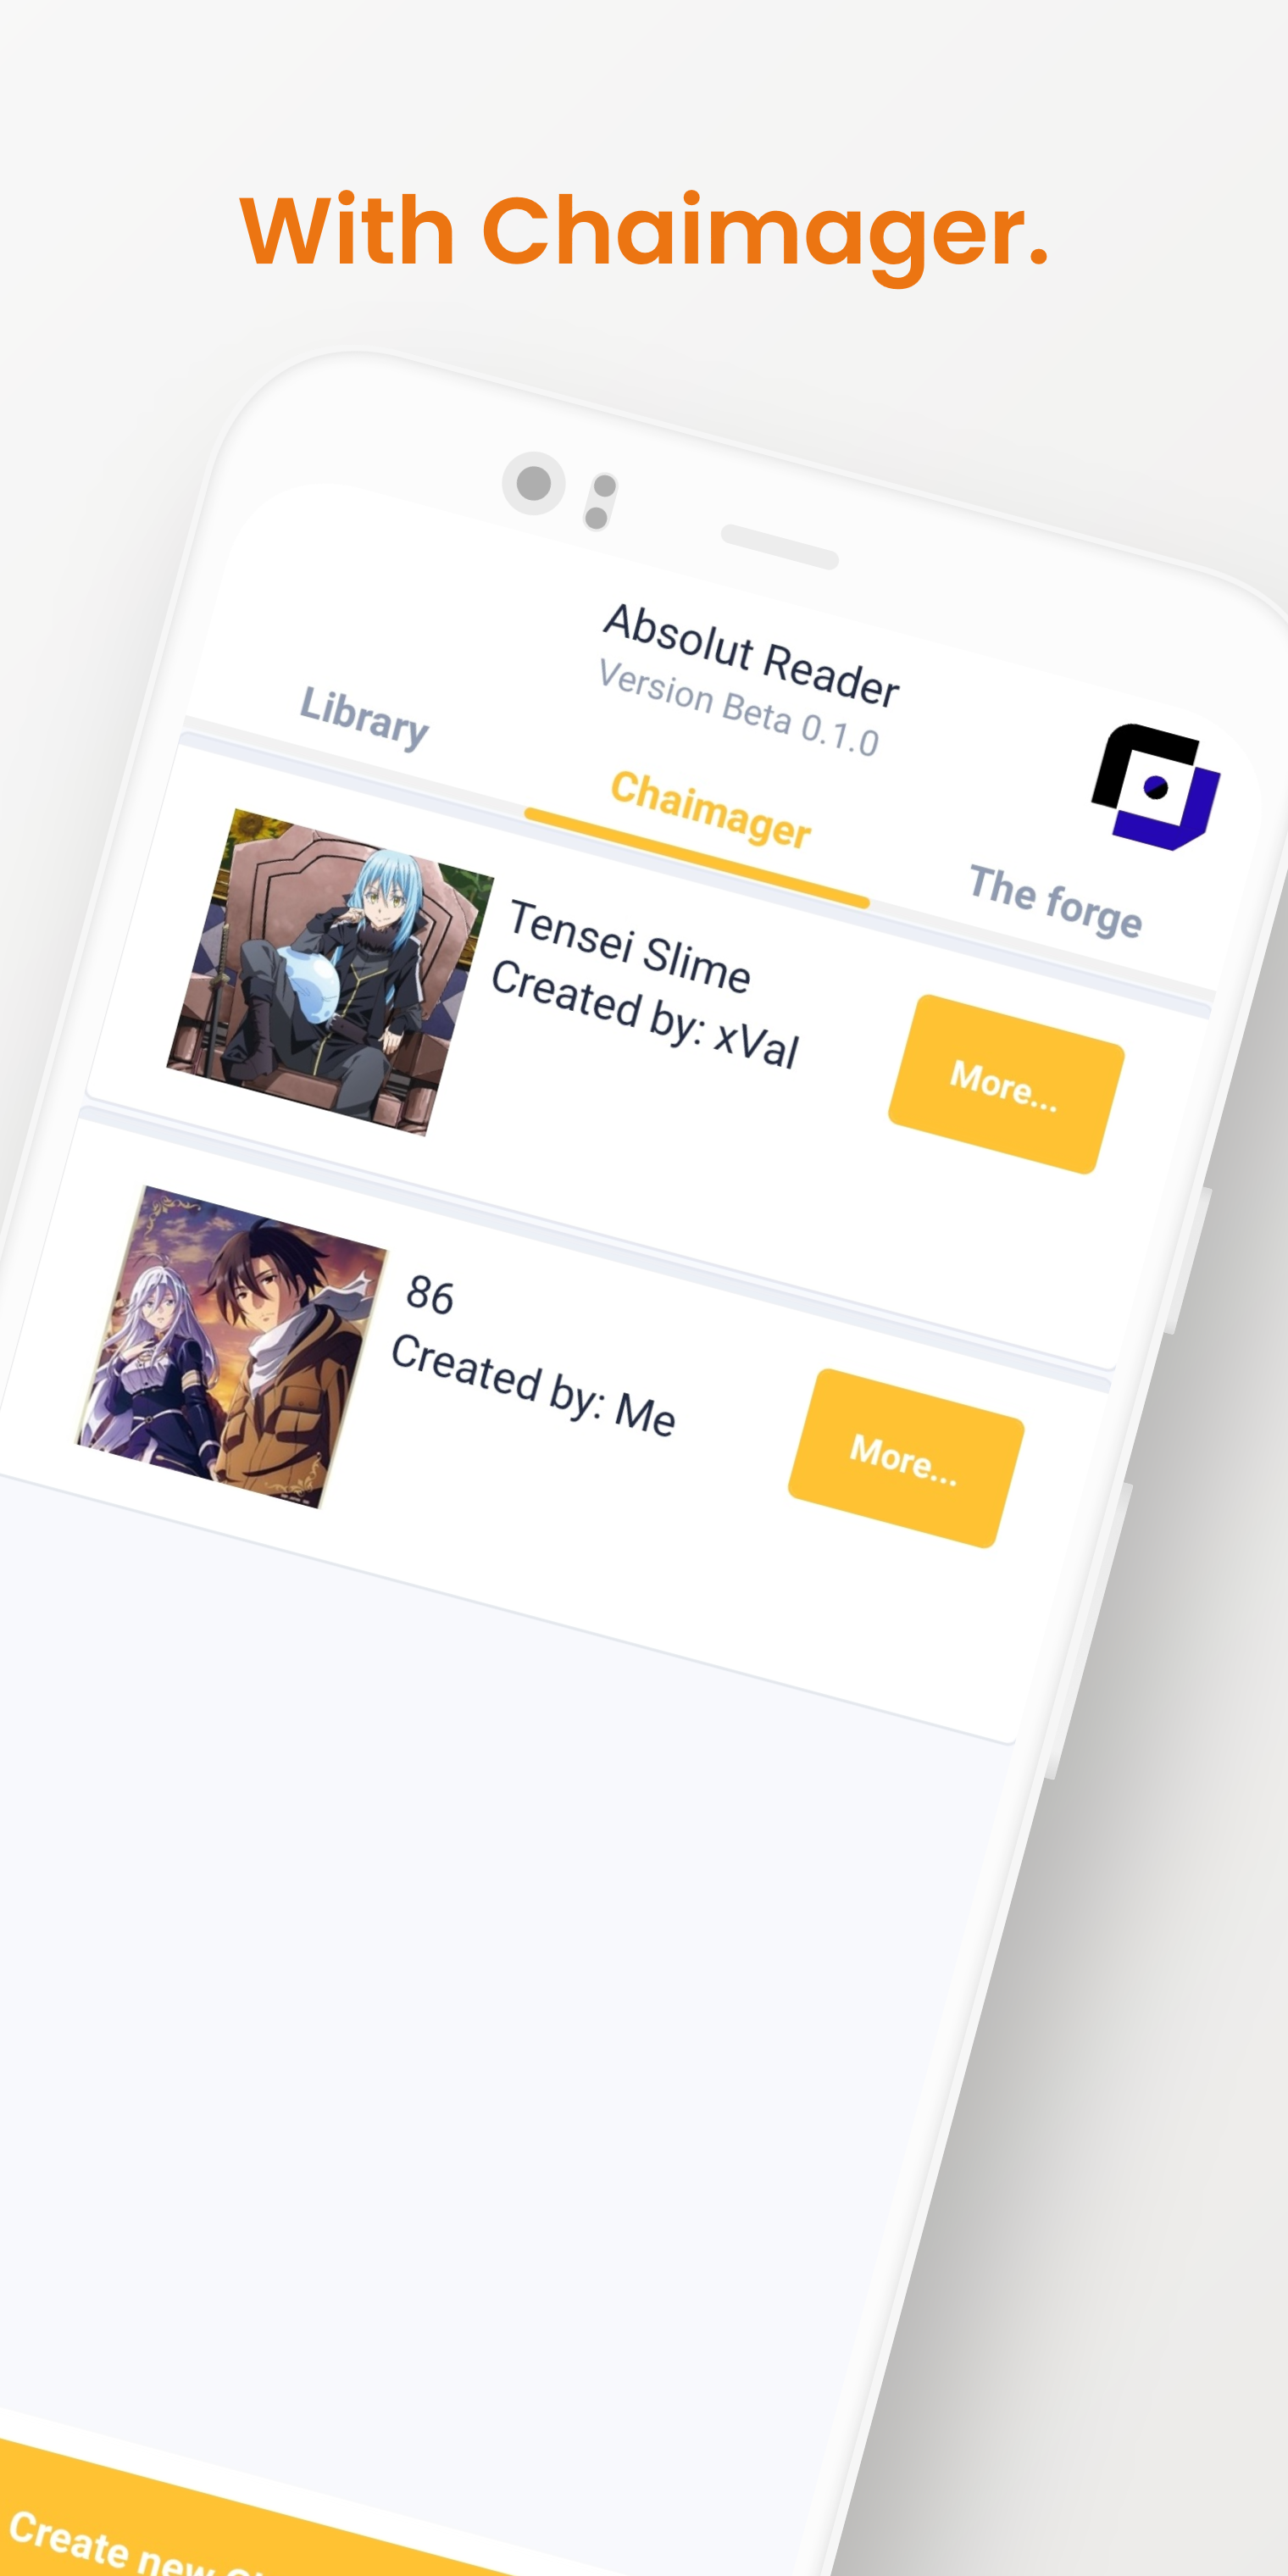 With Chaimager.
Absolut Reader
Version Beta 0.1.0
Library
Chaimager
The forge
Tensei Slime
Created by: xVal
More...
86
Created by: Me
More...
Create new